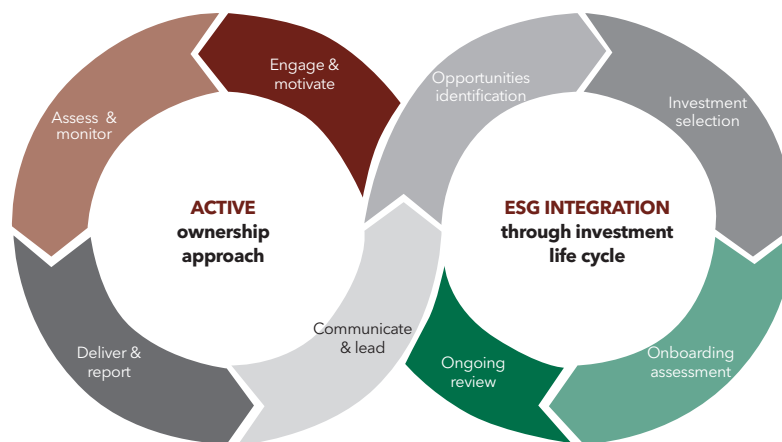 Engage &
motivate
Assess & 
monitor
ACTIVE
ownership
approach
Deliver &
report
Communicate
& lead
Opportunities
identification
Investment
selection
ESG INTEGRATION
through investment
life cycle
Onboarding
assessment
Ongoing
review